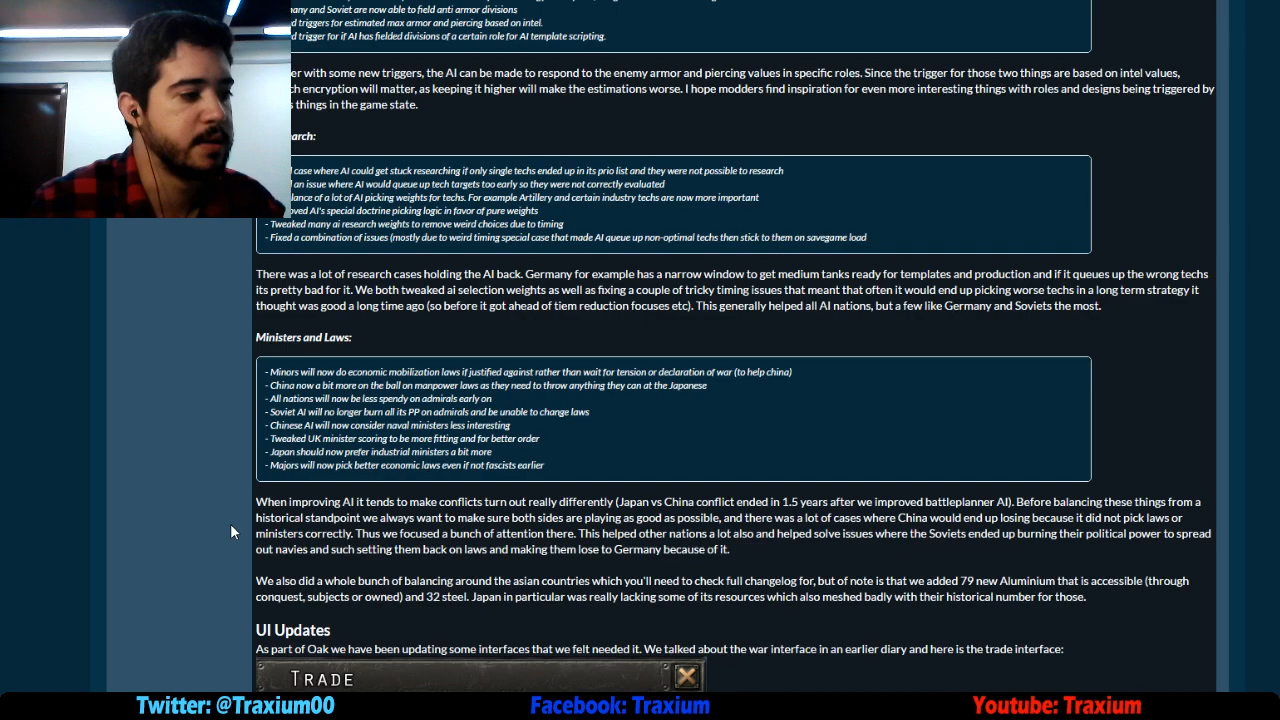 any and Soviet are now able to field anti armor divisions
d triggers for estimated max armor and piercing based on intel.
d trigger for if AI has fielded divisions of a certain role for AI template scripting.
er with some new triggers, the AI can be made to respond to the enemy armor and piercing values in specific roles. Since the trigger for those two things are based on intel values,
ch encryption will matter, as keeping it higher will make the estimations worse. I hope modders find inspiration for even more interesting things with roles and designs being triggered by
s things in the game state.
arch:
case where AI could get stuck researching if only single techs ended up in its prio list and they were not possible to research
an issue where AI would queue up tech targets too early so they were not correctly evaluated
lance of a lot of AI picking weights for techs. For example Artillery and certain industry techs are now more important
oved AI's special doctrine picking logic in favor of pure weights
- Tweaked many ai research weights to remove weird choices due to timing
- Fixed a combination of issues (mostly due to weird timing special case that made AI queue up non-optimal techs then stick to them on savegame load
There was a lot of research cases holding the AI back. Germany for example has a narrow window to get medium tanks ready for templates and production and if it queues up the wrong techs
its pretty bad for it. We both tweaked ai selection weights as well as fixing a couple of tricky timing issues that meant that often it would end up picking worse techs in a long term strategy it
thought was good a long time ago (so before it got ahead of tiem reduction focuses etc). This generally helped all AI nations, but a few like Germany and Soviets the most.
Ministers and Laws:
- Minors will now do economic mobilization laws if justified against rather than wait for tension or declaration of war (to help china)
- China now a bit more on the ball on manpower laws as they need to throw anything they can at the Japanese
- All nations will now be less spendy on admirals early on
- Soviet AI will no longer burn all its PP on admirals and be unable to change laws
- Chinese AI will now consider naval ministers less interesting
- Tweaked UK minister scoring to be more fitting and for better order
- Japan should now prefer industrial ministers a bit more
- Majors will now pick better economic laws even if not fascists earlier
When improving AI it tends to make conflicts turn out really differently (Japan vs China conflict ended in 1.5 years after we improved battleplanner AI). Before balancing these things from a
historical standpoint we always want to make sure both sides are playing as good as possible, and there was a lot of cases where China would end up losing because it did not pick laws or
ministers correctly. Thus we focused a bunch of attention there. This helped other nations a lot also and helped solve issues where the Soviets ended up burning their political power to spread
out navies and such setting them back on laws and making them lose to Germany because of it.
We also did a whole bunch of balancing around the asian countries which you'll need to check full changelog for, but of note is that we added 79 new Aluminium that is accessible (through
conquest, subjects or owned) and 32 steel. Japan in particular was really lacking some of its resources which also meshed badly with their historical number for those.
UI Updates
As part of Oak we have been updating some interfaces that we felt needed it. We talked about the war interface in an earlier diary and here is the trade interface:
TRADE
Twitter: @Traxium00
Facebook: Traxium
Youtube: Traxium